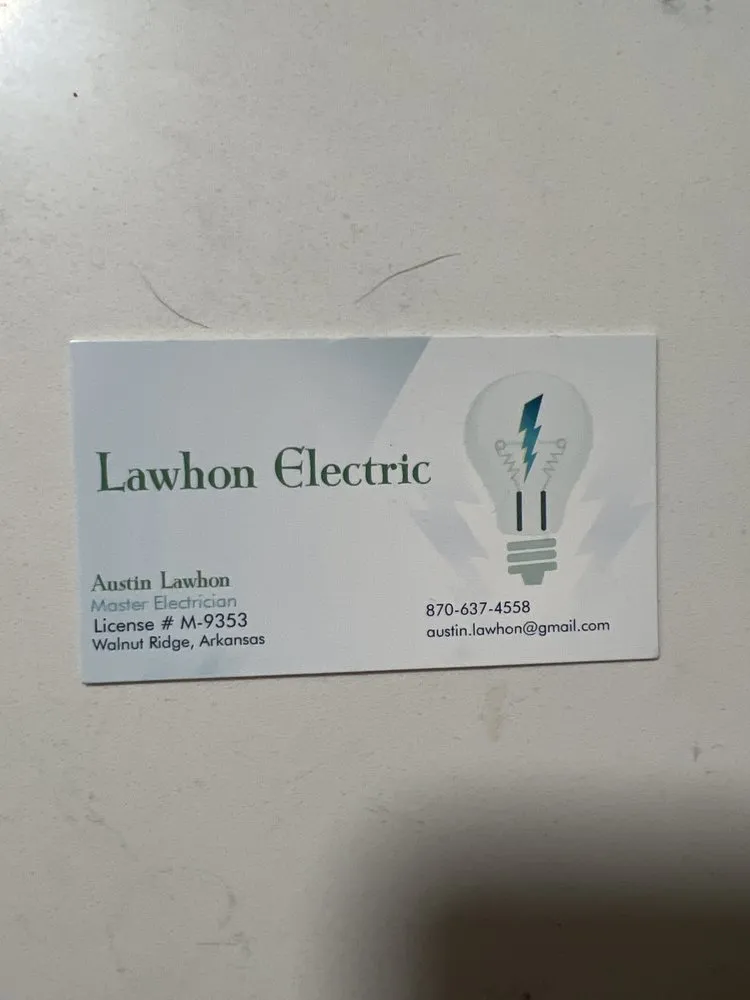 Lawhon Electric
Austin Lawhon
Master Electrician
License # M-9353
Walnut Ridge, Arkansas
870-637-4558
austin.lawhon@gmail.com